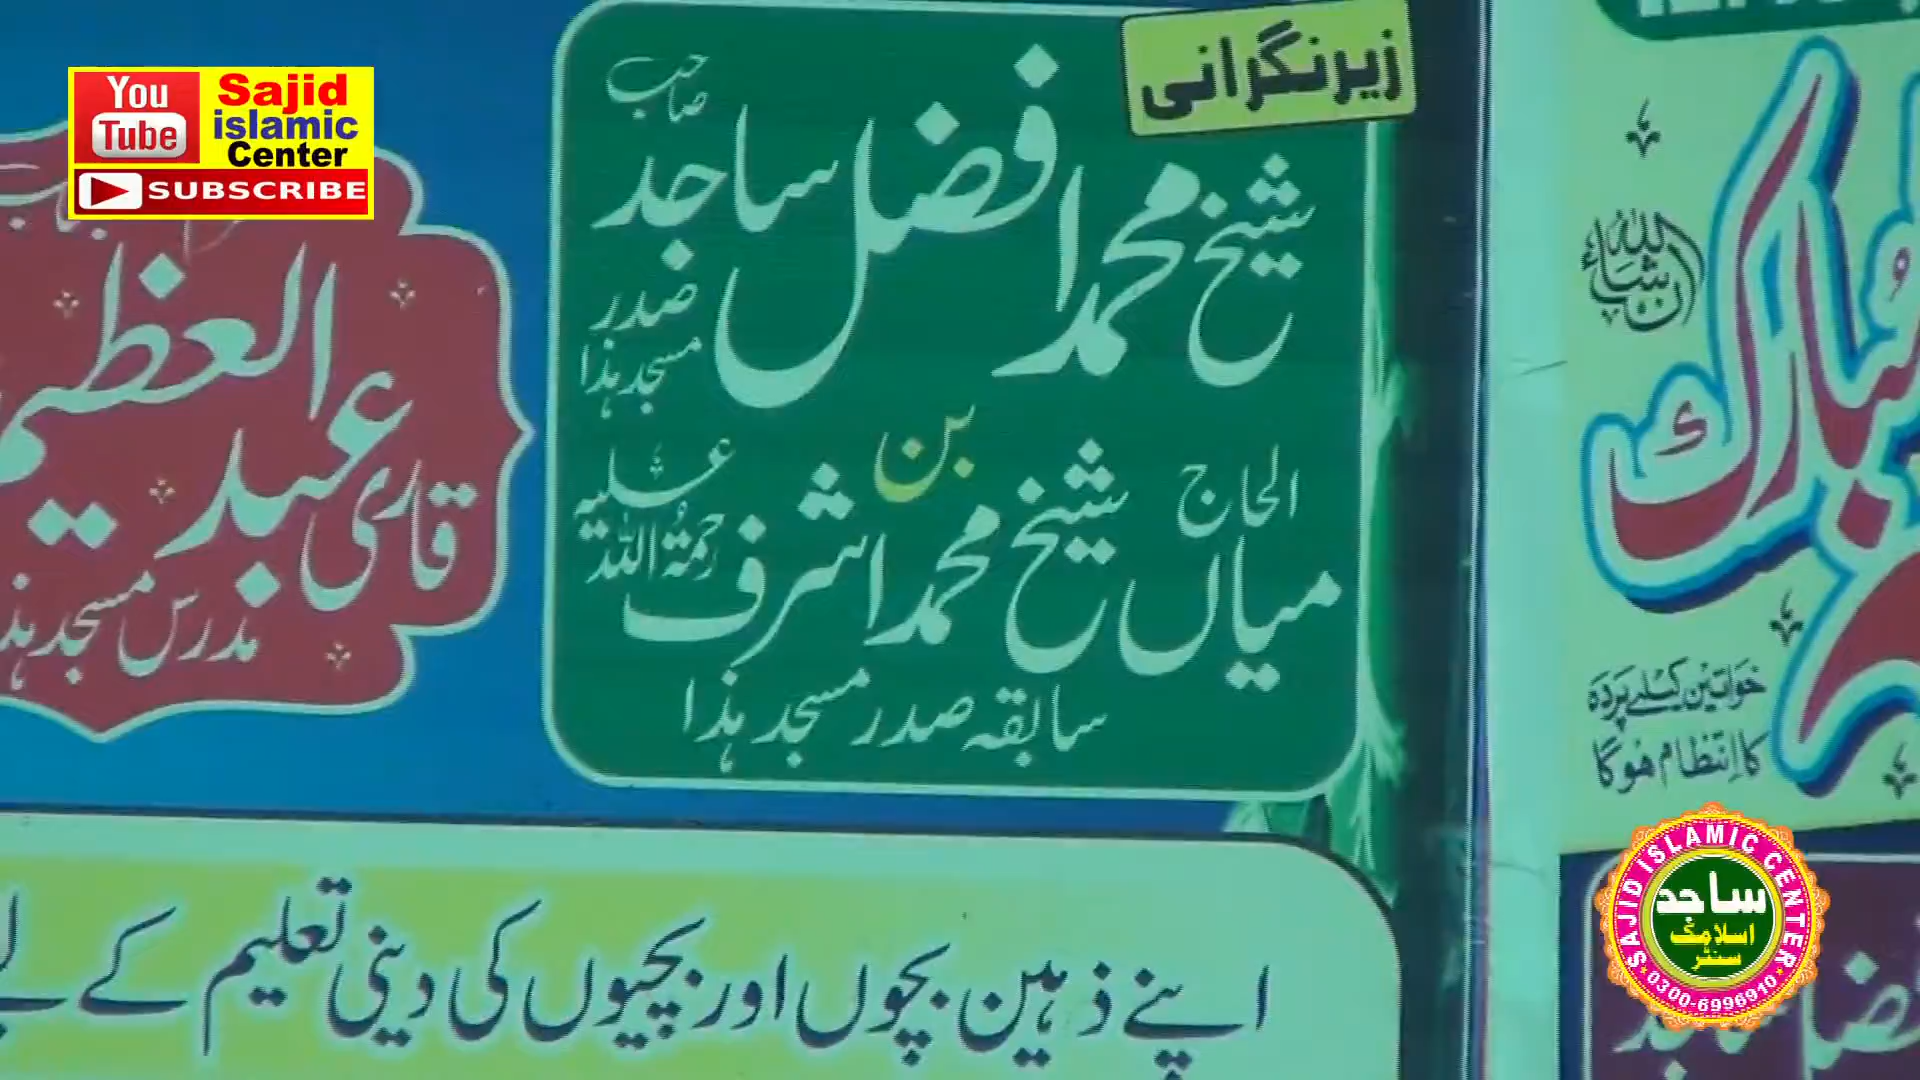 You
Tube
Sajid
islamic
Center
SUBSCRIBE
زیرنگرانی
شیخ محمد افضل ساجد صاحب
صدر
مسجد ہذا
بن
الحاج
میاں شیخ محمد اشرف رحمۃ اللہ علیہ
سابقہ صدر مسجد ہذا
قاری عبد العظیم
مدرس مسجد ہذا
اپنے ذہین بچوں اور بچیوں کی دینی تعلیم کے
ان شاء اللہ
مبارک
خواتین کیلئے پردہ
کا انتظام ہوگا
SAJID ISLAMIC CENTER
ساجد
اسلامک
سنٹر
0300-6996910